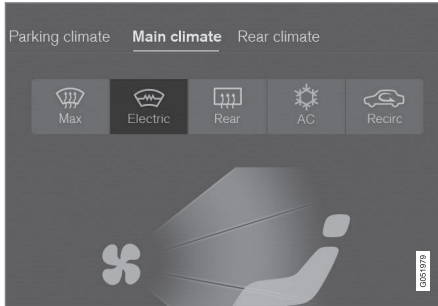 Parking climate Main climate Rear climate
Max Electric Rear AC Recirc
G051979